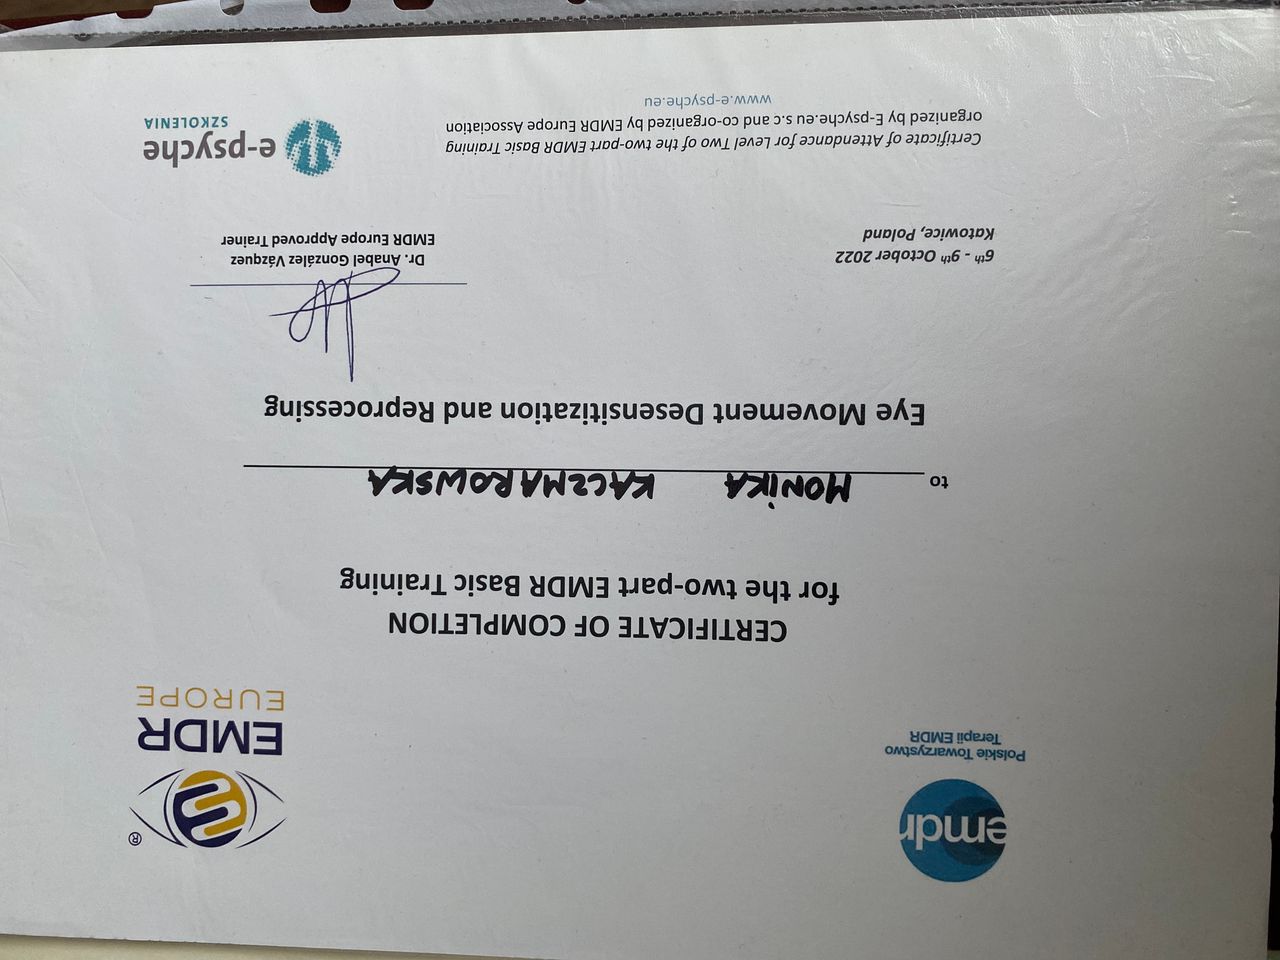 emdr
Polskie Towarzystwo
Terapii EMDR
®
EMDR
EUROPE
CERTIFICATE OF COMPLETION
for the two-part EMDR Basic Training
to MONIKA KACZMAROWSKA
Eye Movement Desensitization and Reprocessing
6th - 9th October 2022
Katowice, Poland
Dr. Anabel González Vázquez
EMDR Europe Approved Trainer
Certificate of Attendance for Level Two of the two-part EMDR Basic Training
organized by E-psyche.eu s.c and co-organized by EMDR Europe Association
www.e-psyche.eu
e-psyche
SZKOLENIA